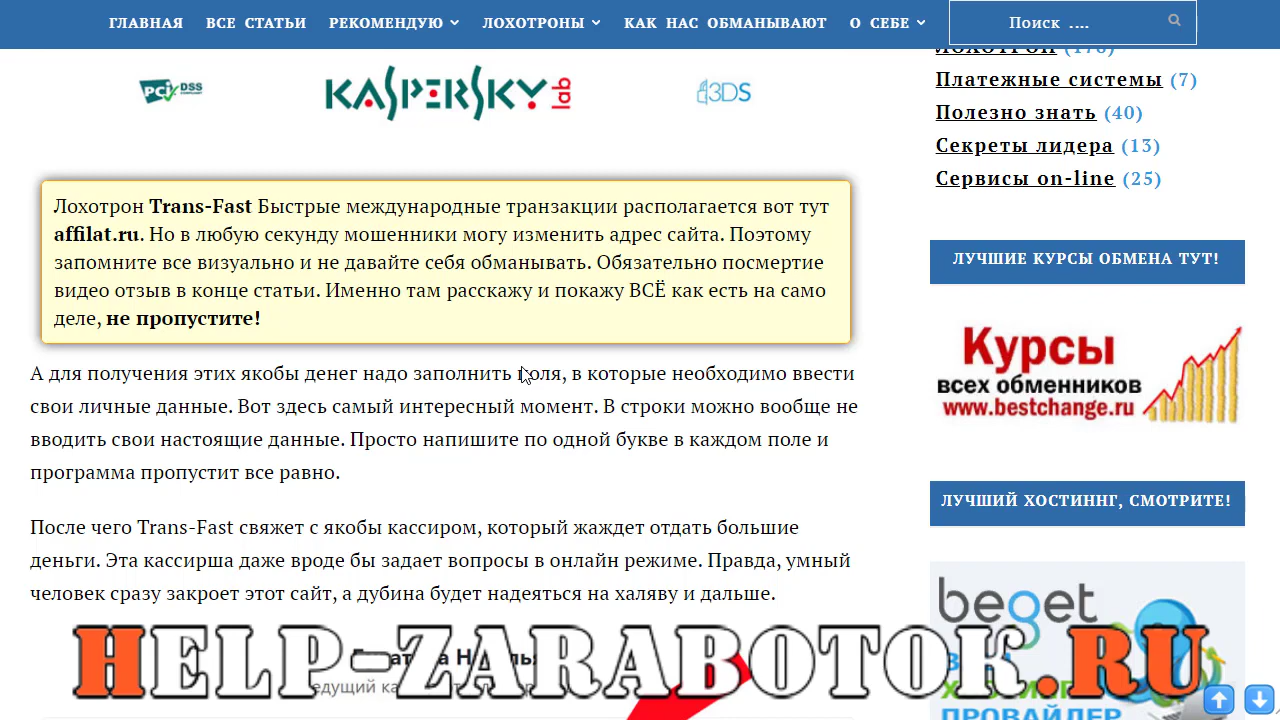 ГЛАВНАЯ ВСЕ СТАТЬИ РЕКОМЕНДУЮ ЛОХОТРОНЫ КАК НАС ОБМАНЫВАЮТ О СЕБЕ Поиск ....
PCI DSS
KASPERSKY lab
3DS
Лохотрон Trans-Fast Быстрые международные транзакции располагается вот тут
affilat.ru. Но в любую секунду мошенники могу изменить адрес сайта. Поэтому
запомните все визуально и не давайте себя обманывать. Обязательно посмертие
видео отзыв в конце статьи. Именно там расскажу и покажу ВСЁ как есть на само
деле, не пропустите!
А для получения этих якобы денег надо заполнить поля, в которые необходимо ввести
свои личные данные. Вот здесь самый интересный момент. В строки можно вообще не
вводить свои настоящие данные. Просто напишите по одной букве в каждом поле и
программа пропустит все равно.
После чего Trans-Fast свяжет с якобы кассиром, который жаждет отдать большие
деньги. Эта кассирша даже вроде бы задает вопросы в онлайн режиме. Правда, умный
человек сразу закроет этот сайт, а дубина будет надеяться на халяву и дальше.
HELP-ZARABOTOK.RU
ЛОХОТРОН (178)
Платежные системы (7)
Полезно знать (40)
Секреты лидера (13)
Сервисы on-line (25)
ЛУЧШИЕ КУРСЫ ОБМЕНА ТУТ!
Курсы
всех обменников
www.bestchange.ru
ЛУЧШИЙ ХОСТИННГ, СМОТРИТЕ!
beget
ПРОВАЙДЕР